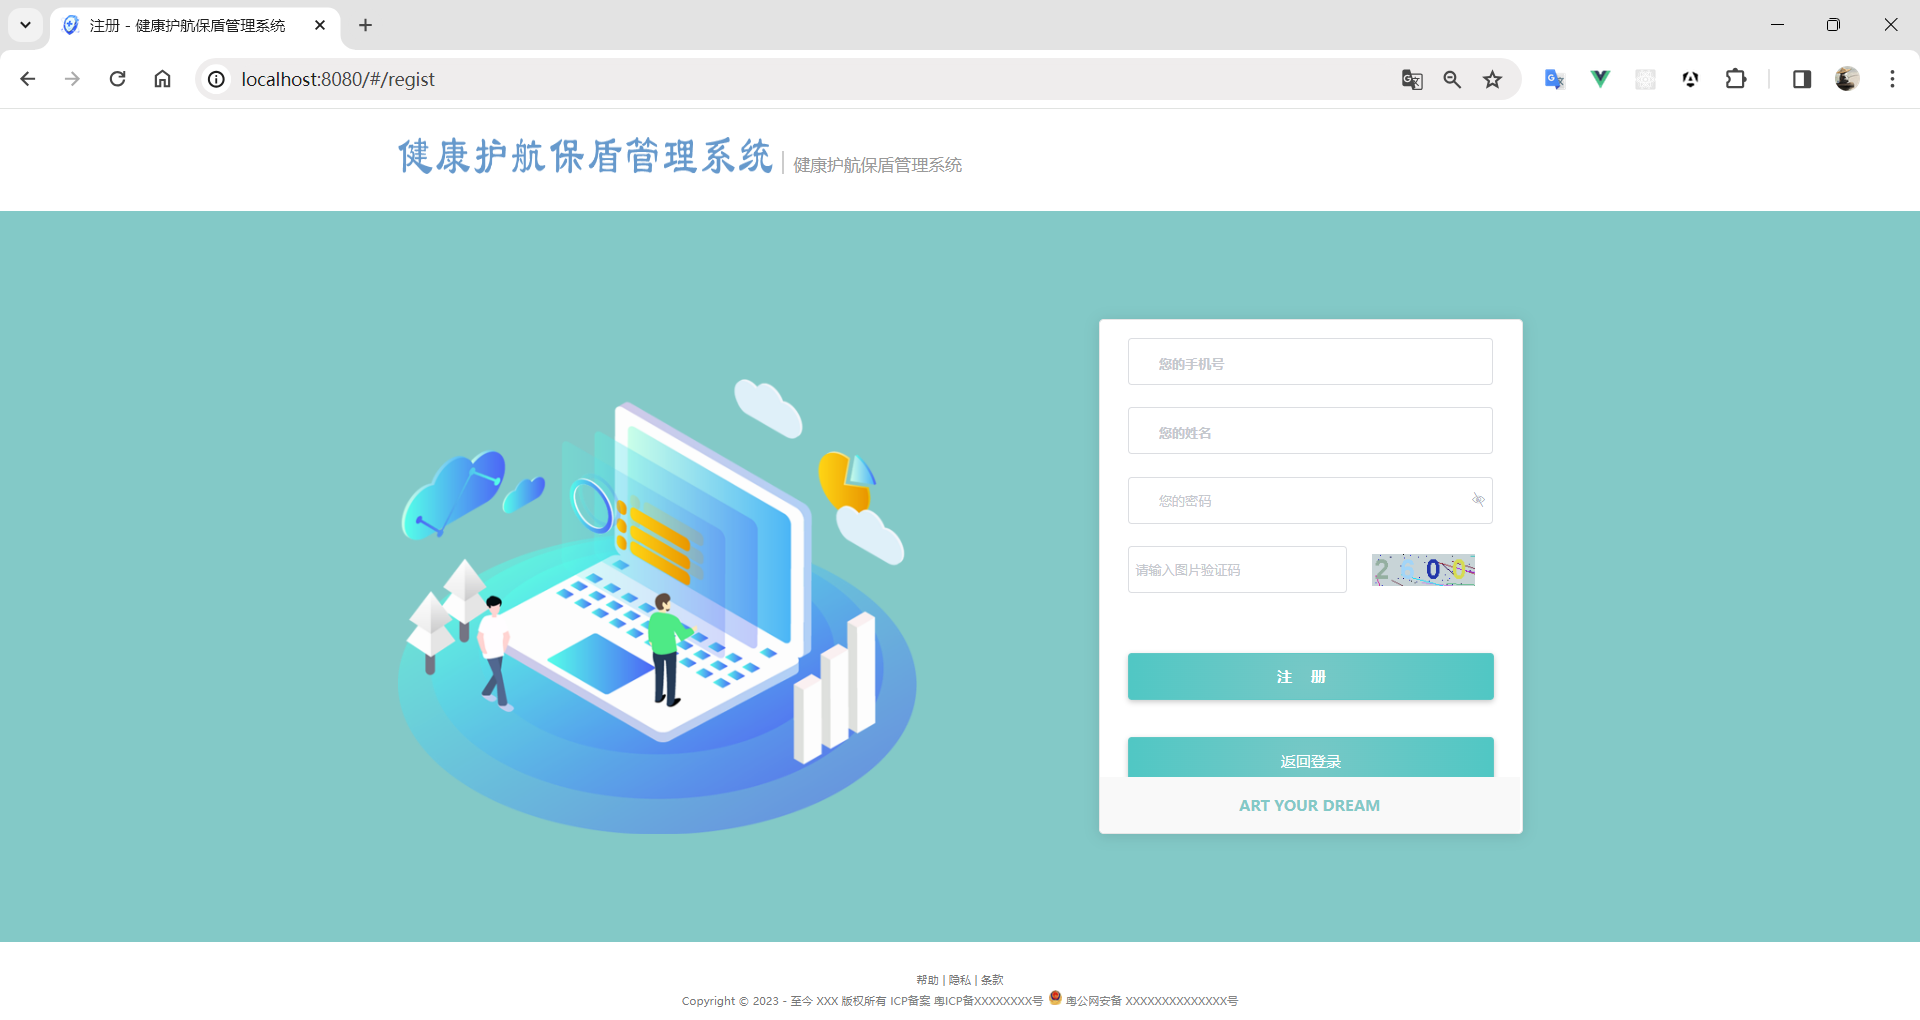 注册 - 健康护航保盾管理系统
localhost:8080/#/regist
健康护航保盾管理系统 | 健康护航保盾管理系统
您的手机号
您的姓名
您的密码
请输入图片验证码
2600
注 册
返回登录
ART YOUR DREAM
帮助 | 隐私 | 条款
Copyright © 2023 - 至今 XXX 版权所有 ICP备案 粤ICP备XXXXXXXX号 粤公网安备 XXXXXXXXXXXXXX号